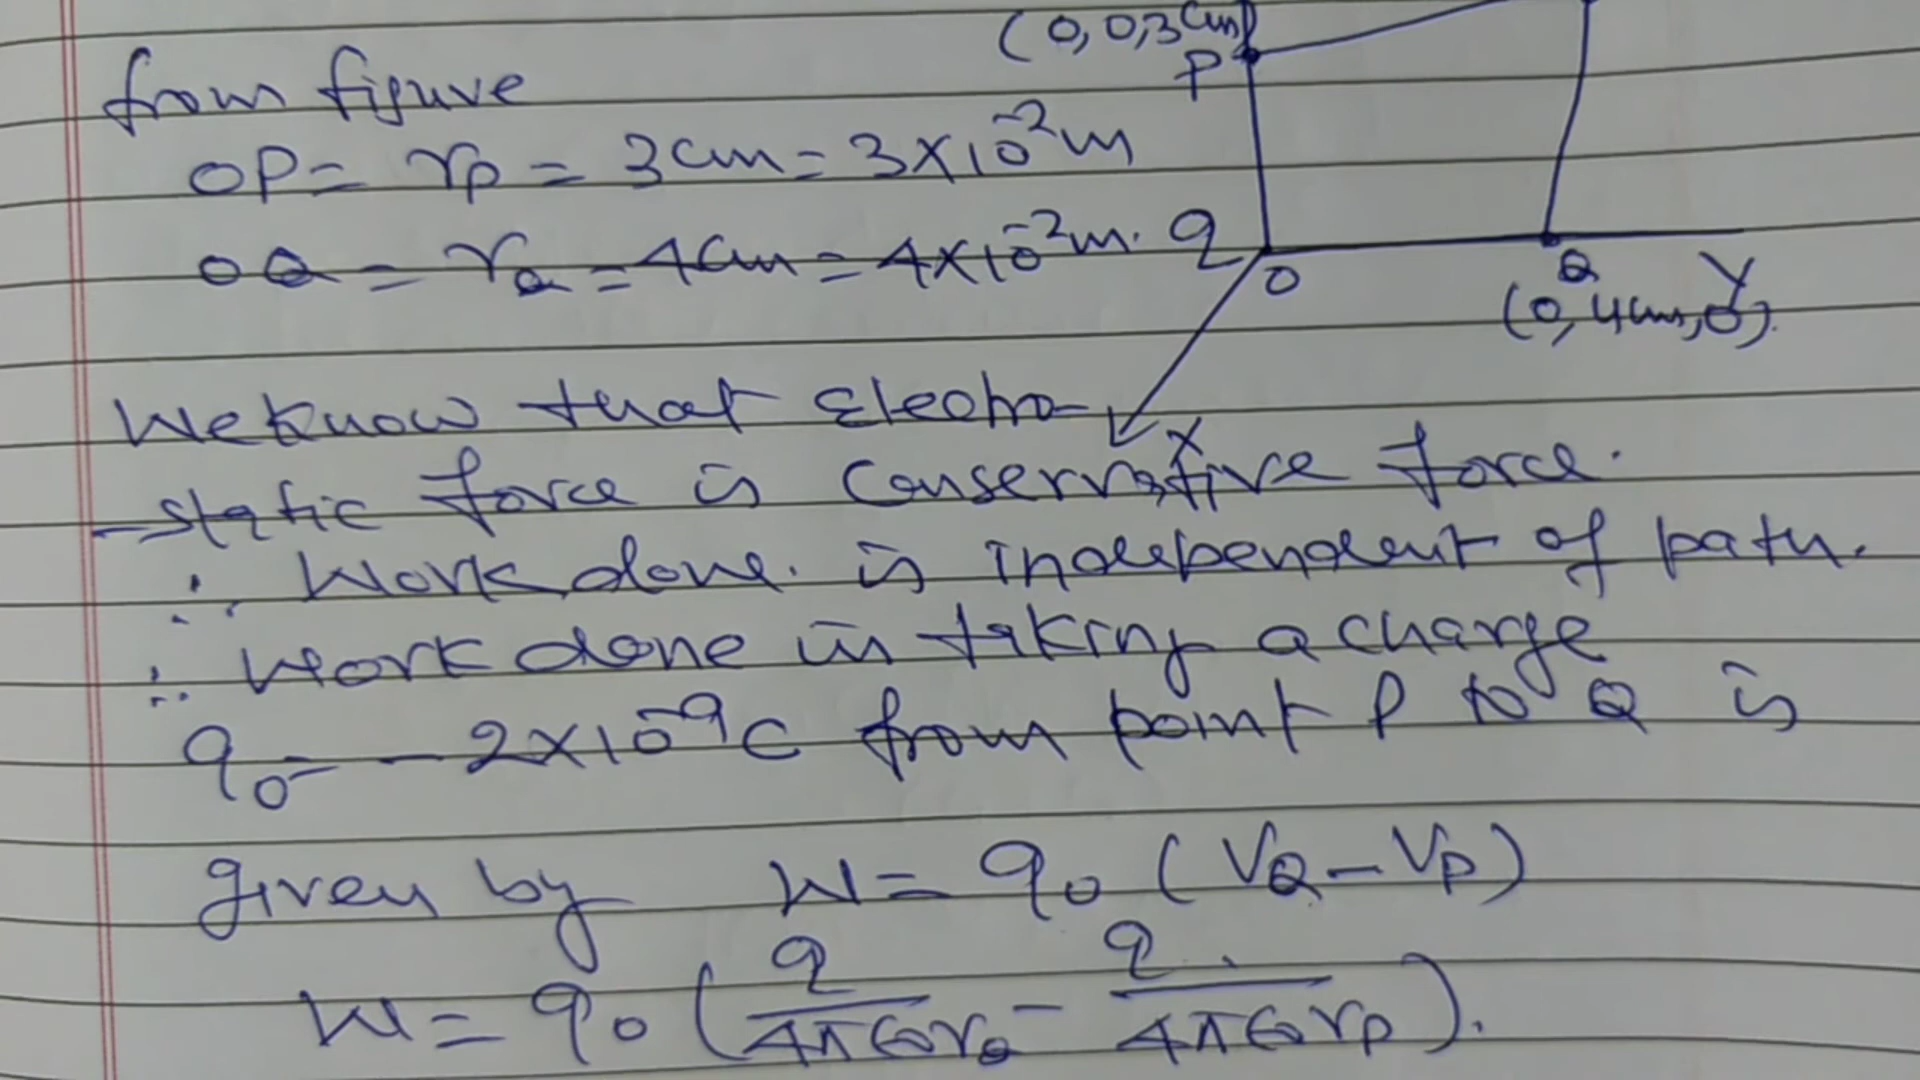 (0,0,3cm)
P
from figure
OP = rp = 3cm = 3×10⁻²m
OQ = rQ = 4cm = 4×10⁻²m.
q
O
Q
Y
(0,4cm,0).
X
We know that Electro-
-static force is Conservative force.
∴ Work done. is independent of path.
∴ work done in taking a charge
q₀ = -2×10⁻⁹C from point P to Q is
given by W = q₀ (VQ - VP)
W = q₀ (q/4πϵ₀rQ - q/4πϵ₀rp).